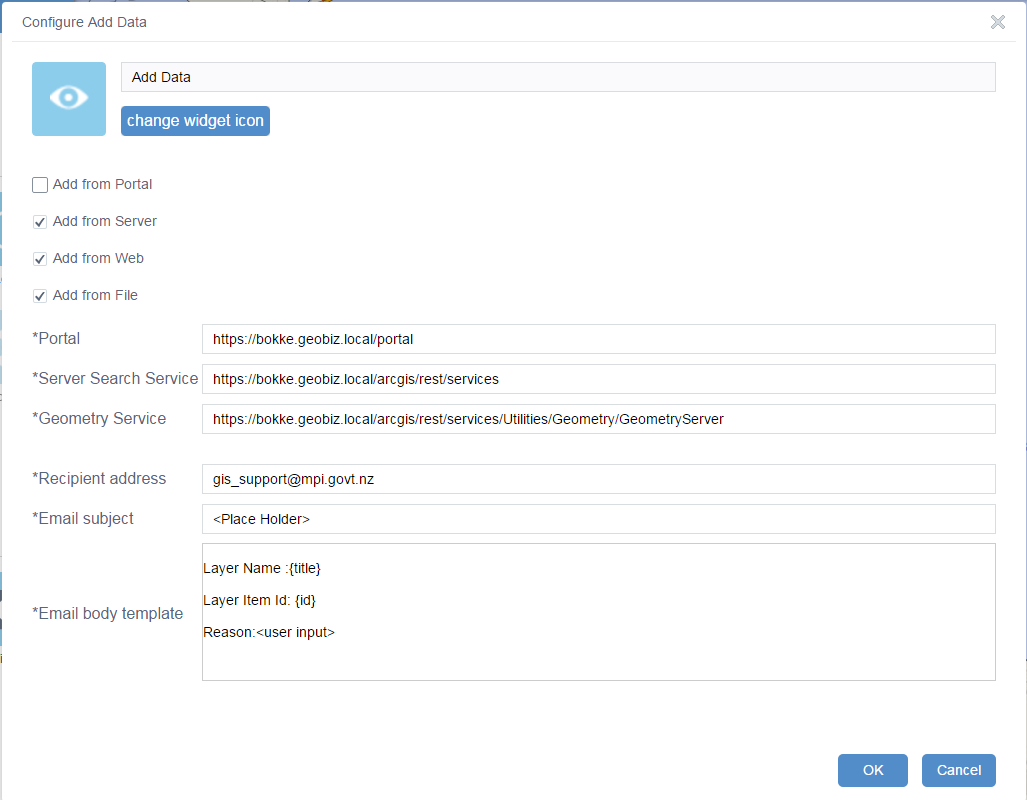 Configure Add Data
Add Data
change widget icon
Add from Portal
Add from Server
Add from Web
Add from File
*Portal https://bokke.geobiz.local/portal
*Server Search Service https://bokke.geobiz.local/arcgis/rest/services
*Geometry Service https://bokke.geobiz.local/arcgis/rest/services/Utilities/Geometry/GeometryServer
*Recipient address gis_support@mpi.govt.nz
*Email subject <Place Holder>
*Email body template
Layer Name :{title}
Layer Item Id: {id}
Reason:<user input>
OK Cancel